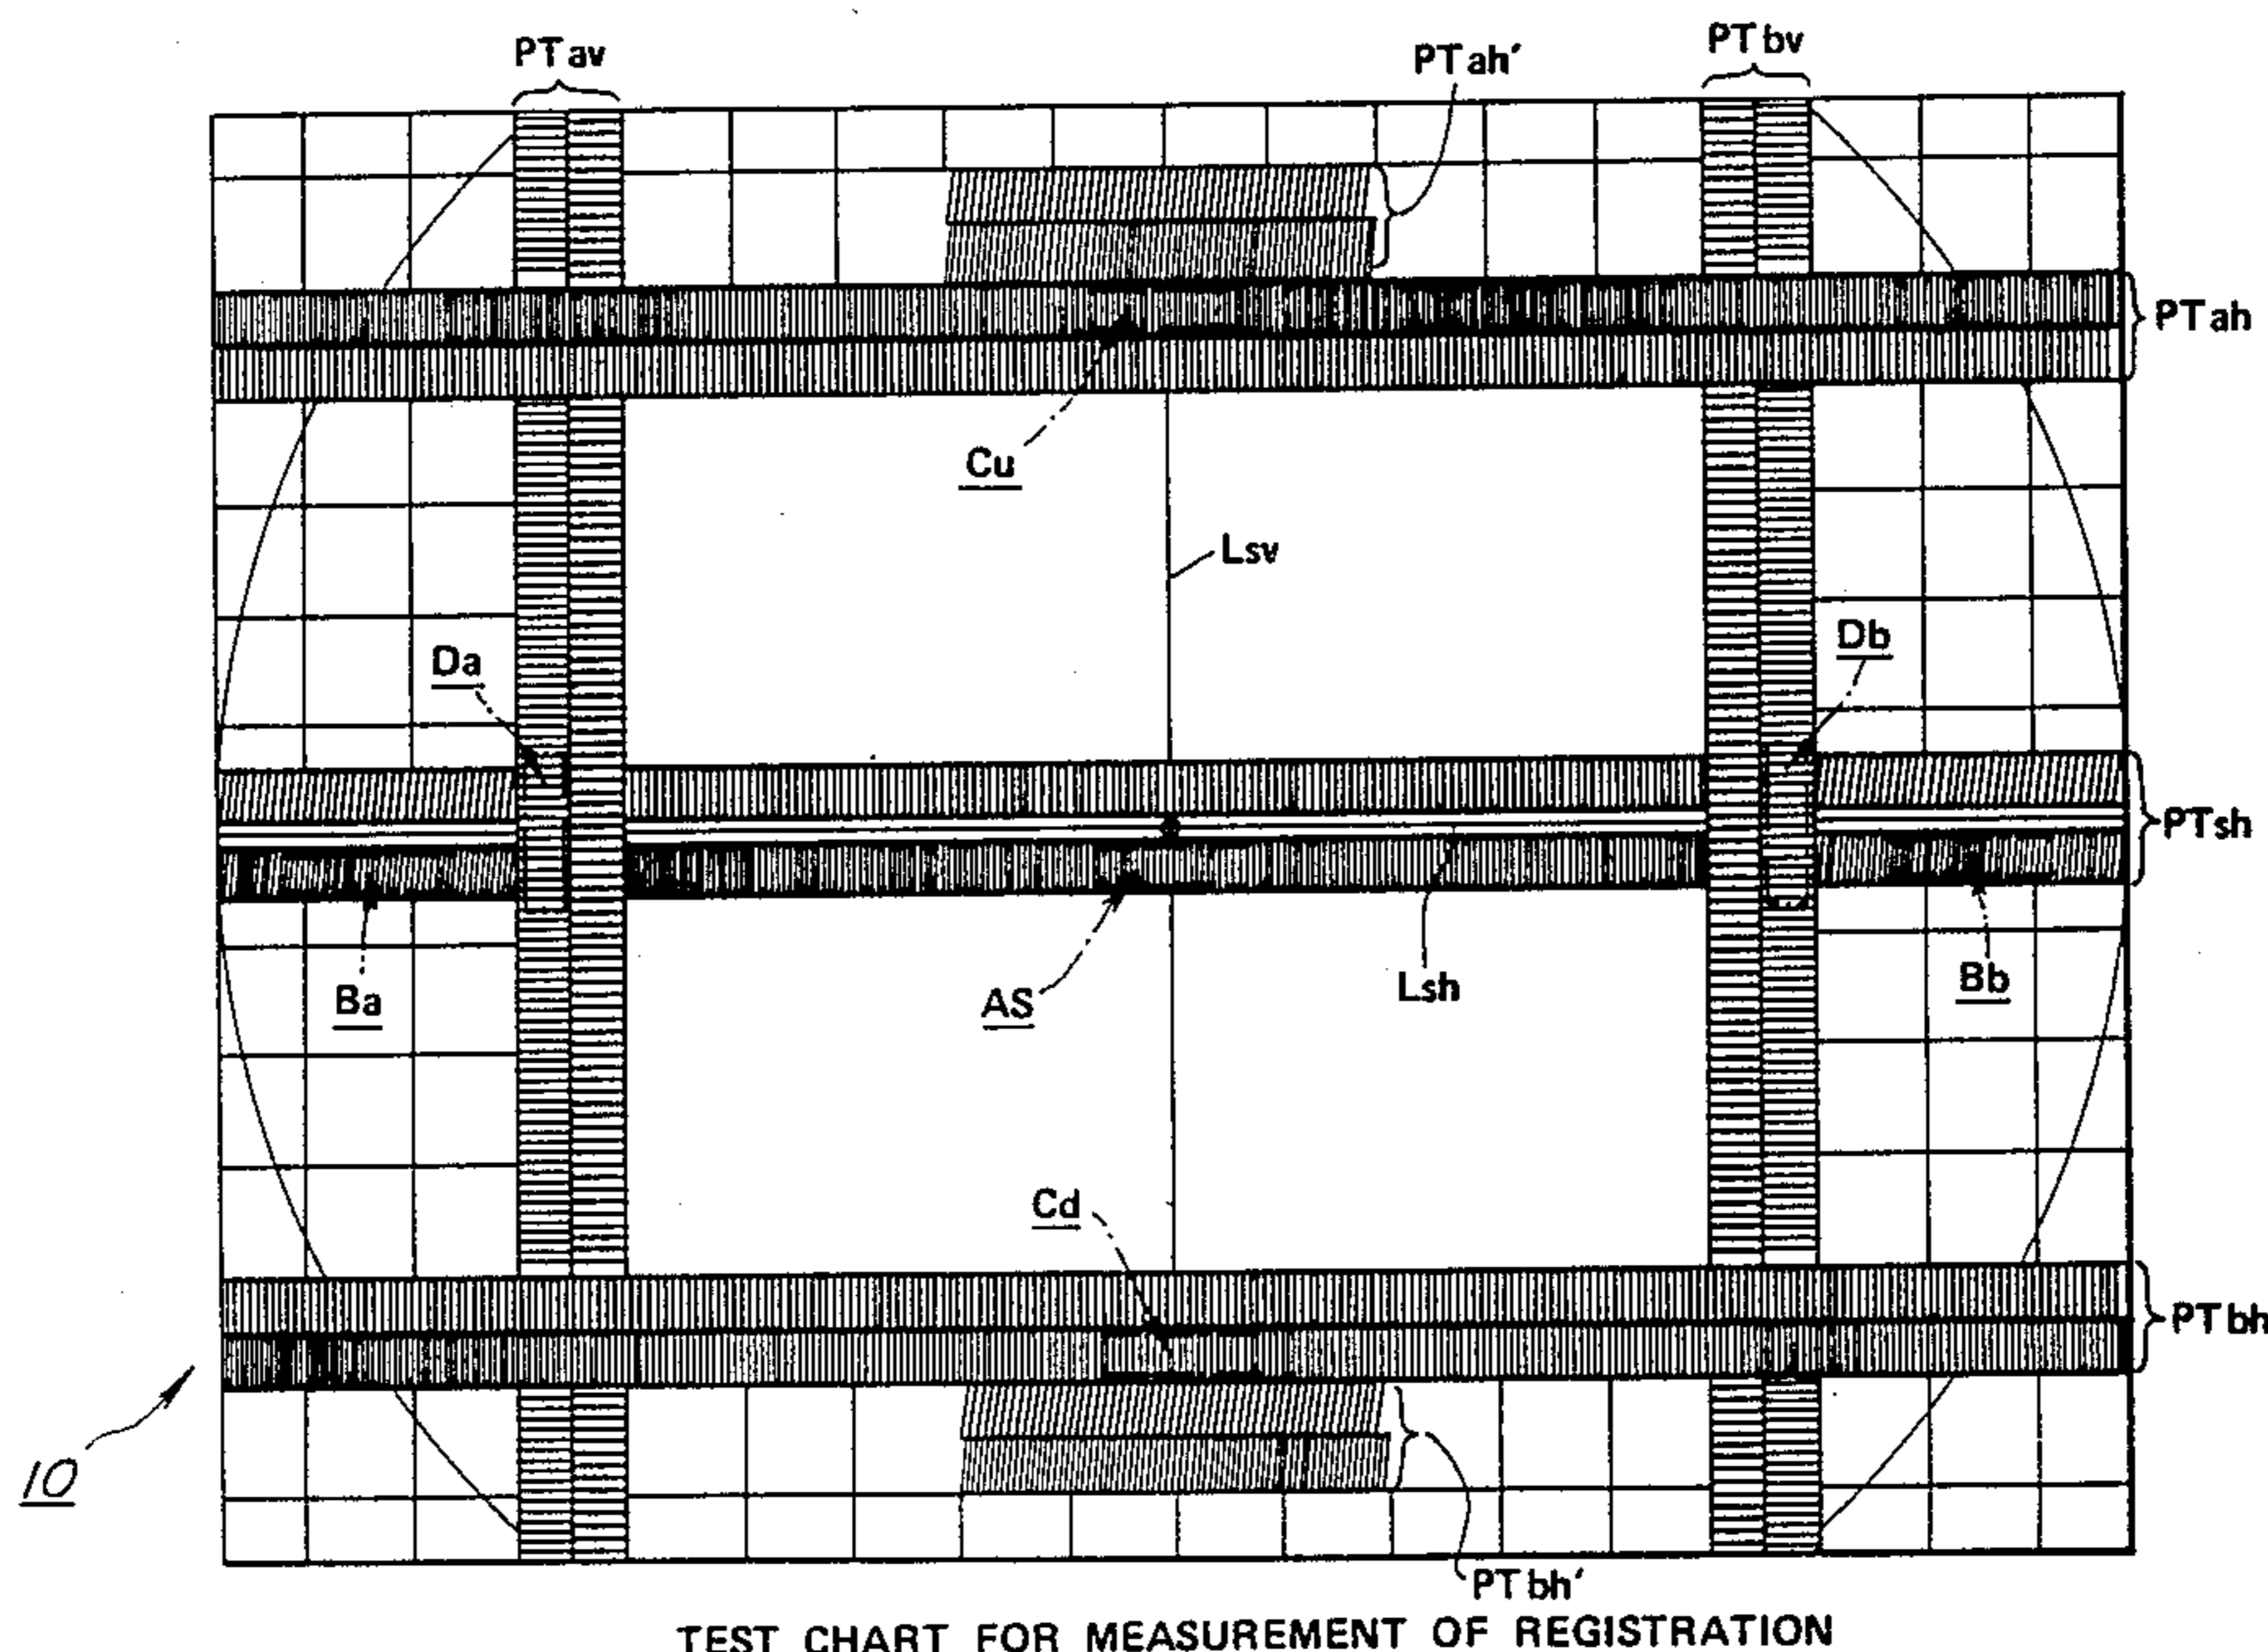 PTav
PTbv
PTah'
PTah
Cu
Lsv
Da
Db
PTsh
Ba
AS
Lsh
Bb
Cd
PTbh
10
PTbh'
TEST CHART FOR MEASUREMENT OF REGISTRATION